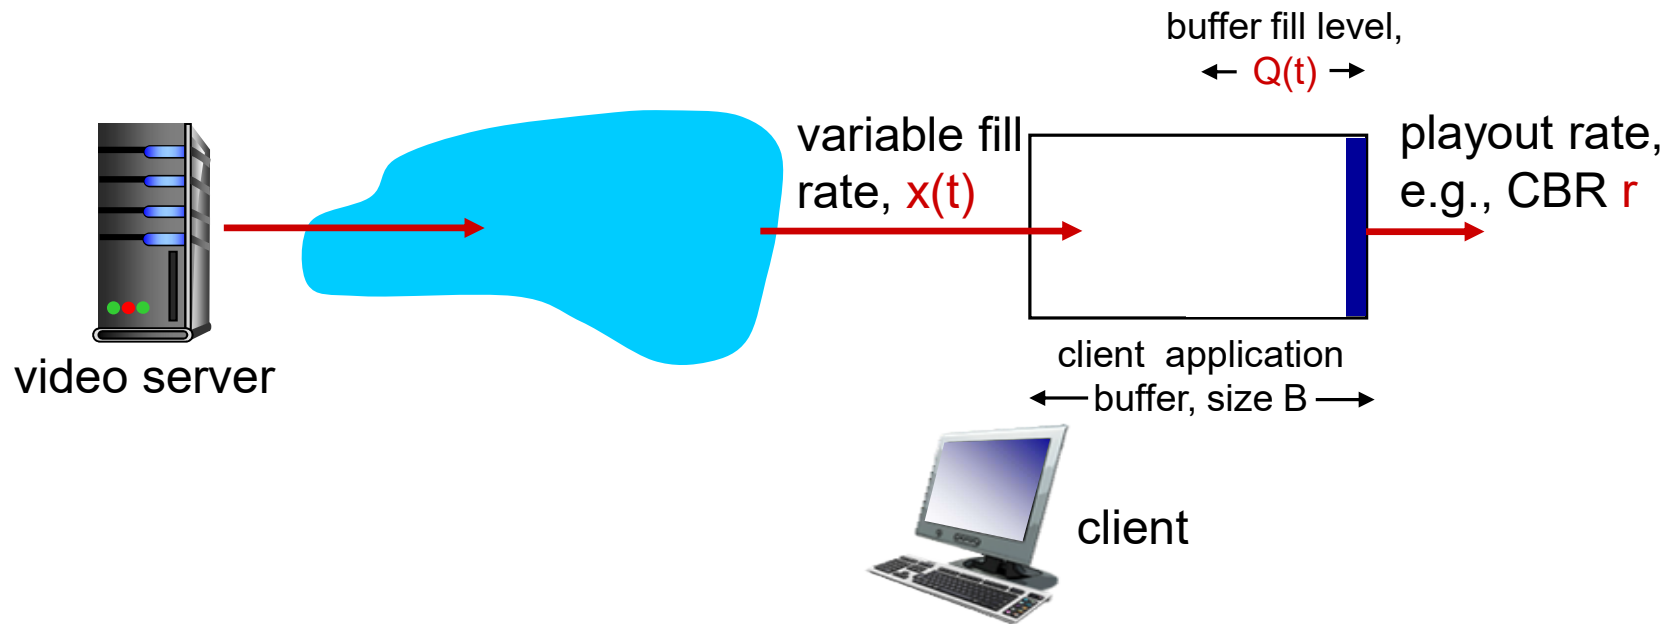 buffer fill level,
Q(t)
variable fill
rate, x(t)
playout rate,
e.g., CBR r
video server
client application
buffer, size B
client